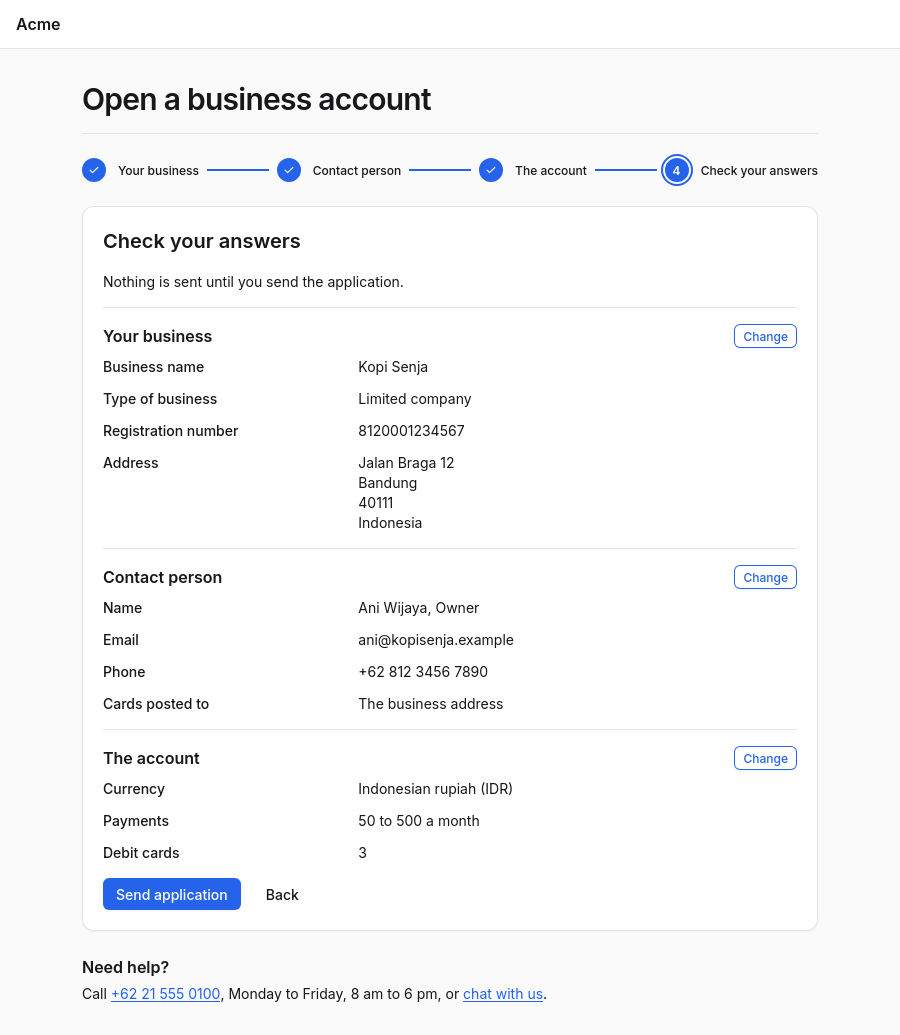 Acme
Open a business account
Your business
Contact person
The account
4
Check your answers
Check your answers
Nothing is sent until you send the application.
Your business
Change
Business name
Kopi Senja
Type of business
Limited company
Registration number
8120001234567
Address
Jalan Braga 12
Bandung
40111
Indonesia
Contact person
Change
Name
Ani Wijaya, Owner
Email
ani@kopisenja.example
Phone
+62 812 3456 7890
Cards posted to
The business address
The account
Change
Currency
Indonesian rupiah (IDR)
Payments
50 to 500 a month
Debit cards
3
Send application
Back
Need help?
Call +62 21 555 0100, Monday to Friday, 8 am to 6 pm, or chat with us.